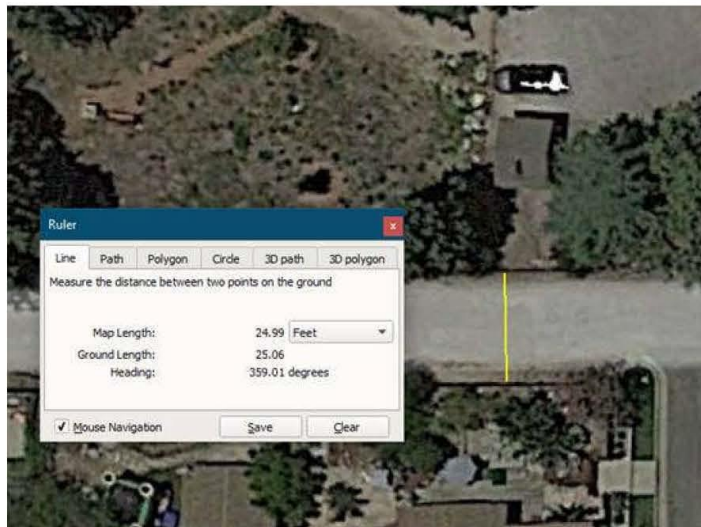 Ruler x
Line Path Polygon Circle 3D path 3D polygon
Measure the distance between two points on the ground
Map Length: 24.99 Feet
Ground Length: 25.06
Heading: 359.01 degrees
Mouse Navigation Save Clear